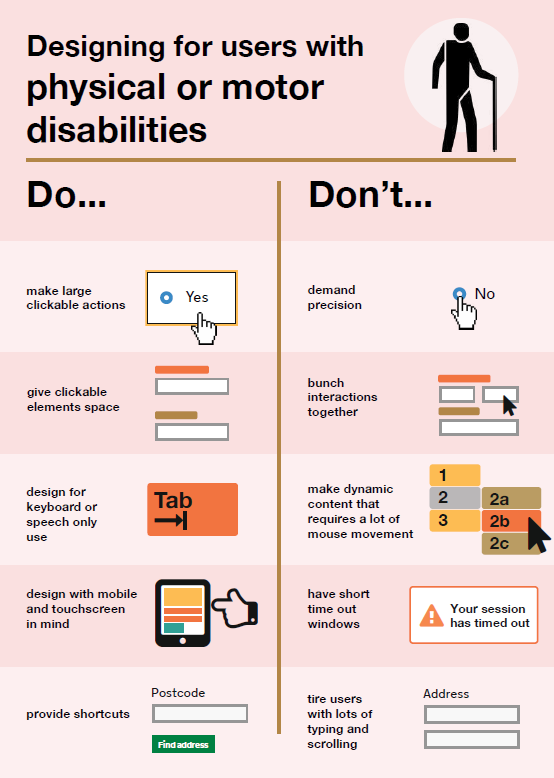 Designing for users with
physical or motor
disabilities
Do...
Don't...
make large
clickable actions
Yes
demand
precision
No
give clickable
elements space
bunch
interactions
together
design for
keyboard or
speech only
use
Tab
make dynamic
content that
requires a lot of
mouse movement
1
2
3
2a
2b
2c
design with mobile
and touchscreen
in mind
have short
time out
windows
Your session
has timed out
provide shortcuts
Postcode
Find address
tire users
with lots of
typing and
scrolling
Address